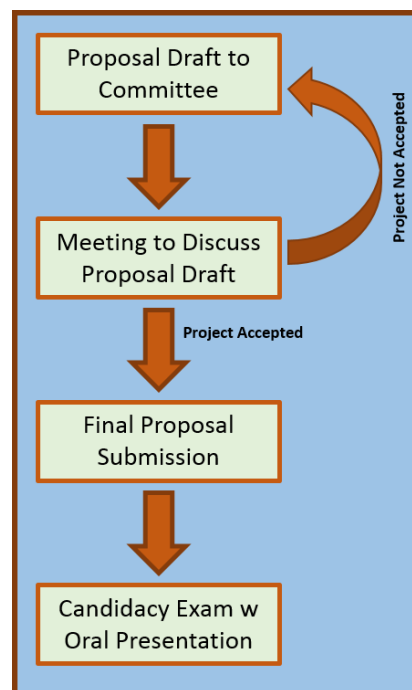 Proposal Draft to
Committee
Project Not Accepted
Meeting to Discuss
Proposal Draft
Project Accepted
Final Proposal
Submission
Candidacy Exam w
Oral Presentation